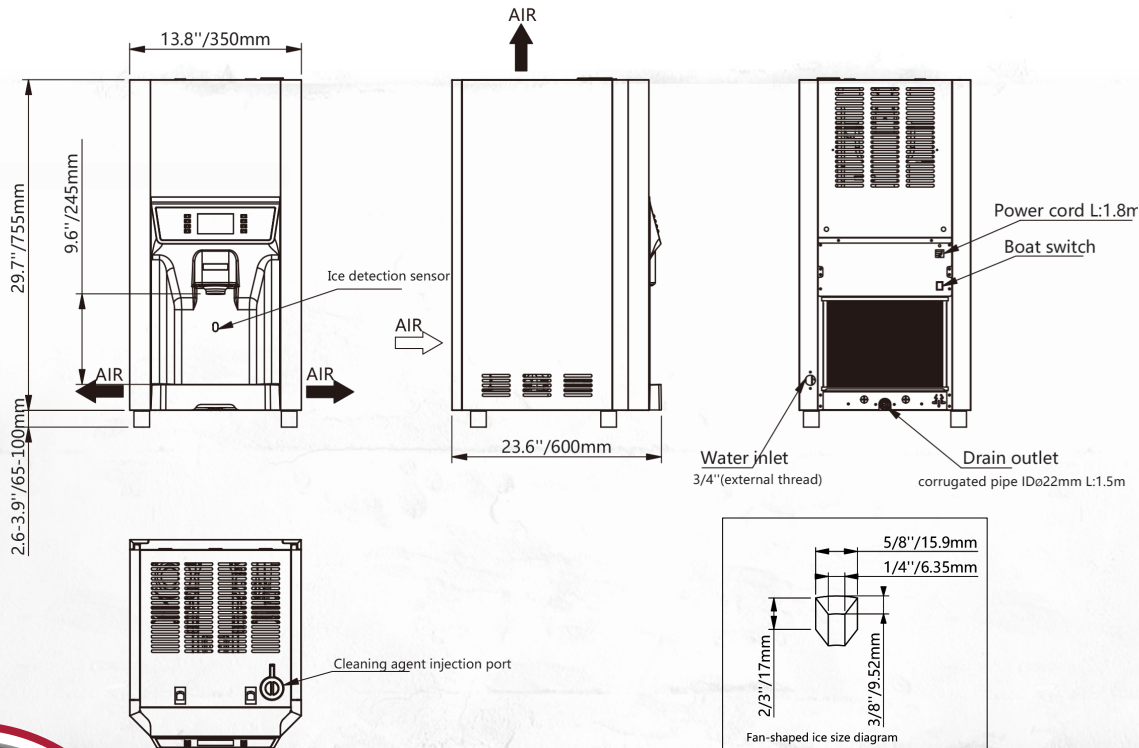 AIR
13.8''/350mm
29.7''/755mm
9.6''/245mm
Ice detection sensor
AIR
AIR
AIR
2.6-3.9''/65-100mm
23.6''/600mm
Power cord L:1.8m
Boat switch
Water inlet
3/4''(external thread)
Drain outlet
corrugated pipe IDø22mm L:1.5m
Cleaning agent injection port
5/8''/15.9mm
1/4''/6.35mm
2/3''/17mm
3/8''/9.52mm
Fan-shaped ice size diagram